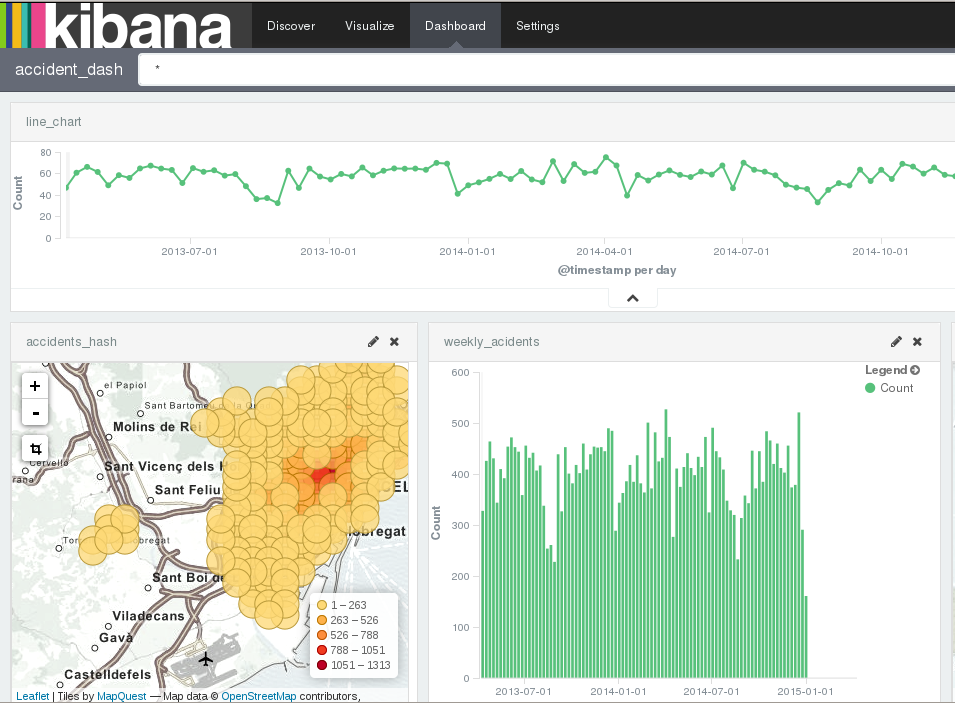 kibana
Discover Visualize Dashboard Settings
accident_dash *
line_chart
80
60
40
20
0
Count
2013-07-01 2013-10-01 2014-01-01 2014-04-01 2014-07-01 2014-10-01
@timestamp per day
accidents_hash
+
-
el Papiol
Sant Bartomeu
Molins de Rei
Cervelló
Sant Vicenç dels H
Sant Feliu
CEL
lobregat
bregat
Sant Boi de
Viladecans
Gavà
Castelldefels
1 – 263
263 – 526
526 – 788
788 – 1051
1051 – 1313
Leaflet | Tiles by MapQuest — Map data © OpenStreetMap contributors,
weekly_acidents
Legend
Count
600
500
400
300
200
100
0
Count
2013-07-01 2014-01-01 2014-07-01 2015-01-01